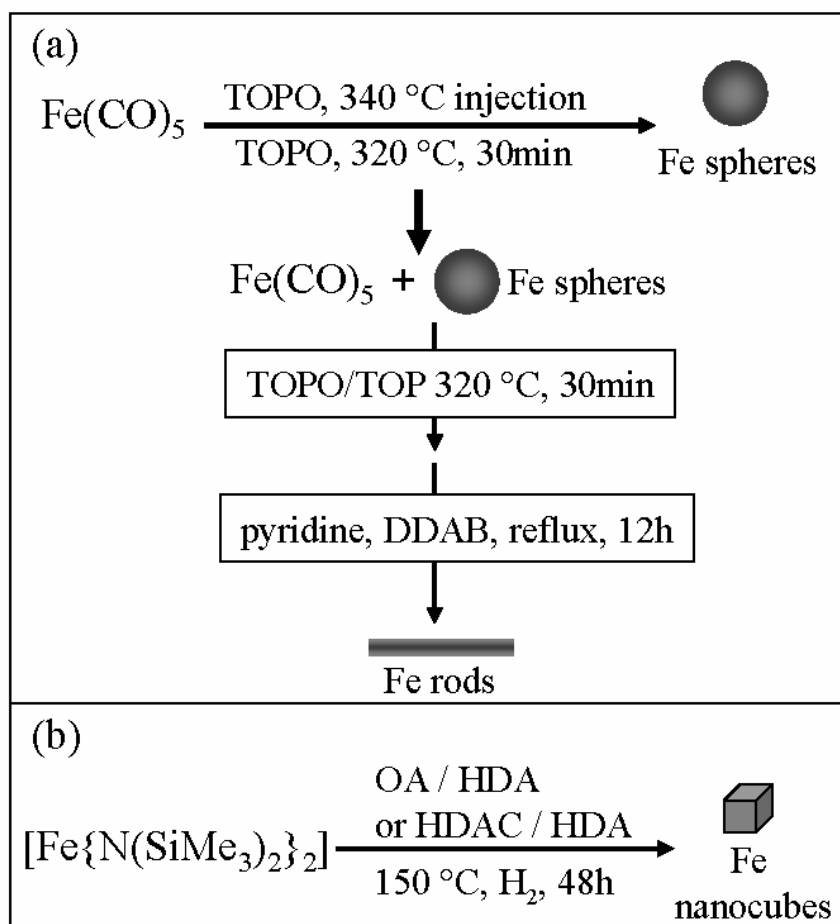 (a)
Fe(CO)₅
TOPO, 340 °C injection
TOPO, 320 °C, 30min
Fe spheres
Fe(CO)₅ + Fe spheres
TOPO/TOP 320 °C, 30min
pyridine, DDAB, reflux, 12h
Fe rods
(b)
[Fe{N(SiMe₃)₂}₂]
OA / HDA
or HDAC / HDA
150 °C, H₂, 48h
Fe
nanocubes